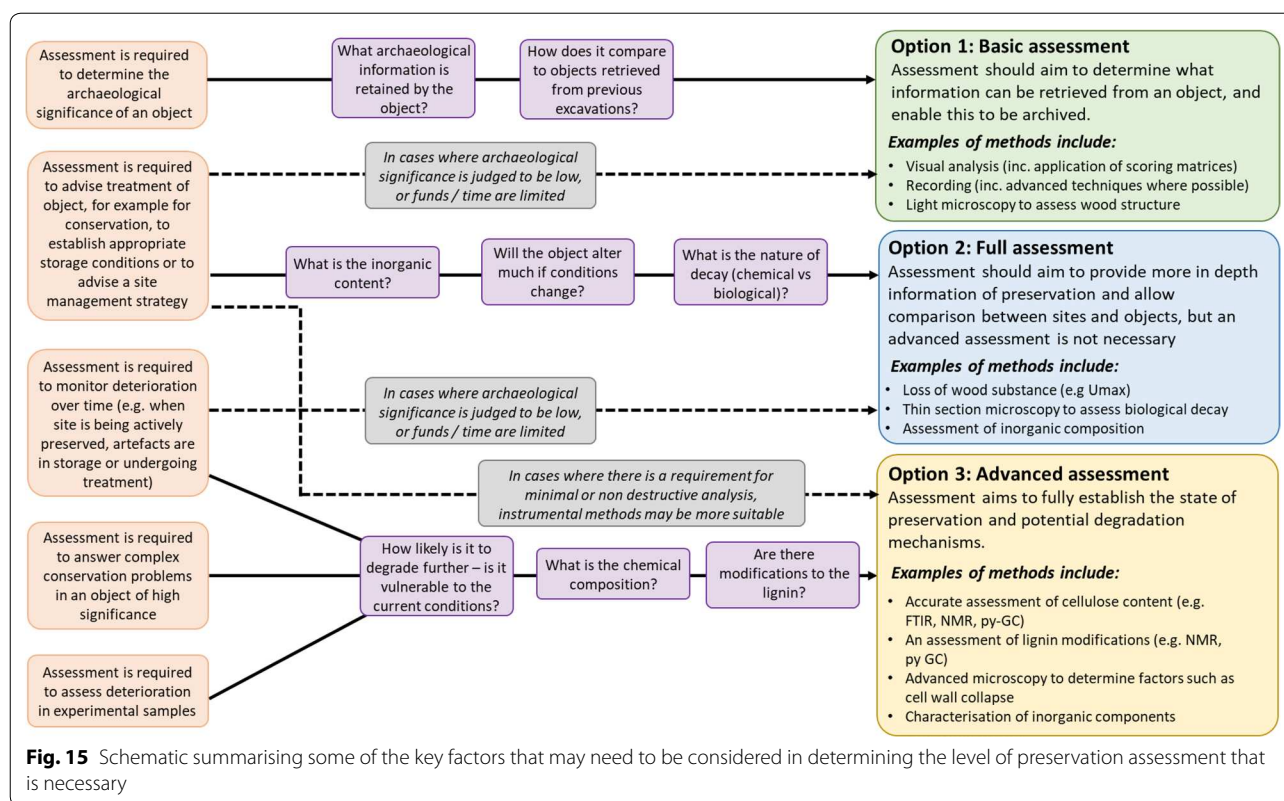 Assessment is required
to determine the
archaeological
significance of an object
What archaeological
information is
retained by the
object?
How does it compare
to objects retrieved
from previous
excavations?
Option 1: Basic assessment
Assessment should aim to determine what
information can be retrieved from an object, and
enable this to be archived.
Examples of methods include:
• Visual analysis (inc. application of scoring matrices)
• Recording (inc. advanced techniques where possible)
• Light microscopy to assess wood structure
Assessment is required
to advise treatment of
object, for example for
conservation, to
establish appropriate
storage conditions or to
advise a site
management strategy
In cases where archaeological
significance is judged to be low,
or funds / time are limited
What is the inorganic
content?
Will the object alter
much if conditions
change?
What is the nature of
decay (chemical vs
biological)?
Option 2: Full assessment
Assessment should aim to provide more in depth
information of preservation and allow
comparison between sites and objects, but an
advanced assessment is not necessary
Examples of methods include:
• Loss of wood substance (e.g Umax)
• Thin section microscopy to assess biological decay
• Assessment of inorganic composition
Assessment is required
to monitor deterioration
over time (e.g. when
site is being actively
preserved, artefacts are
in storage or undergoing
treatment)
In cases where archaeological
significance is judged to be low,
or funds / time are limited
In cases where there is a requirement for
minimal or non destructive analysis,
instrumental methods may be more suitable
Option 3: Advanced assessment
Assessment aims to fully establish the state of
preservation and potential degradation
mechanisms.
Examples of methods include:
• Accurate assessment of cellulose content (e.g.
FTIR, NMR, py-GC)
• An assessment of lignin modifications (e.g. NMR,
py GC)
• Advanced microscopy to determine factors such as
cell wall collapse
• Characterisation of inorganic components
Assessment is required
to answer complex
conservation problems
in an object of high
significance
How likely is it to
degrade further – is it
vulnerable to the
current conditions?
What is the chemical
composition?
Are there
modifications to the
lignin?
Assessment is required
to assess deterioration
in experimental samples
Fig. 15 Schematic summarising some of the key factors that may need to be considered in determining the level of preservation assessment that
is necessary